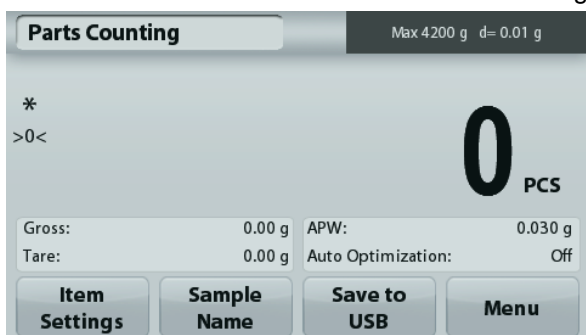 Parts Counting
Max 4200 g d= 0.01 g
*
>0<
0 PCS
Gross: 0.00 g APW: 0.030 g
Tare: 0.00 g Auto Optimization: Off
Item Settings
Sample Name
Save to USB
Menu